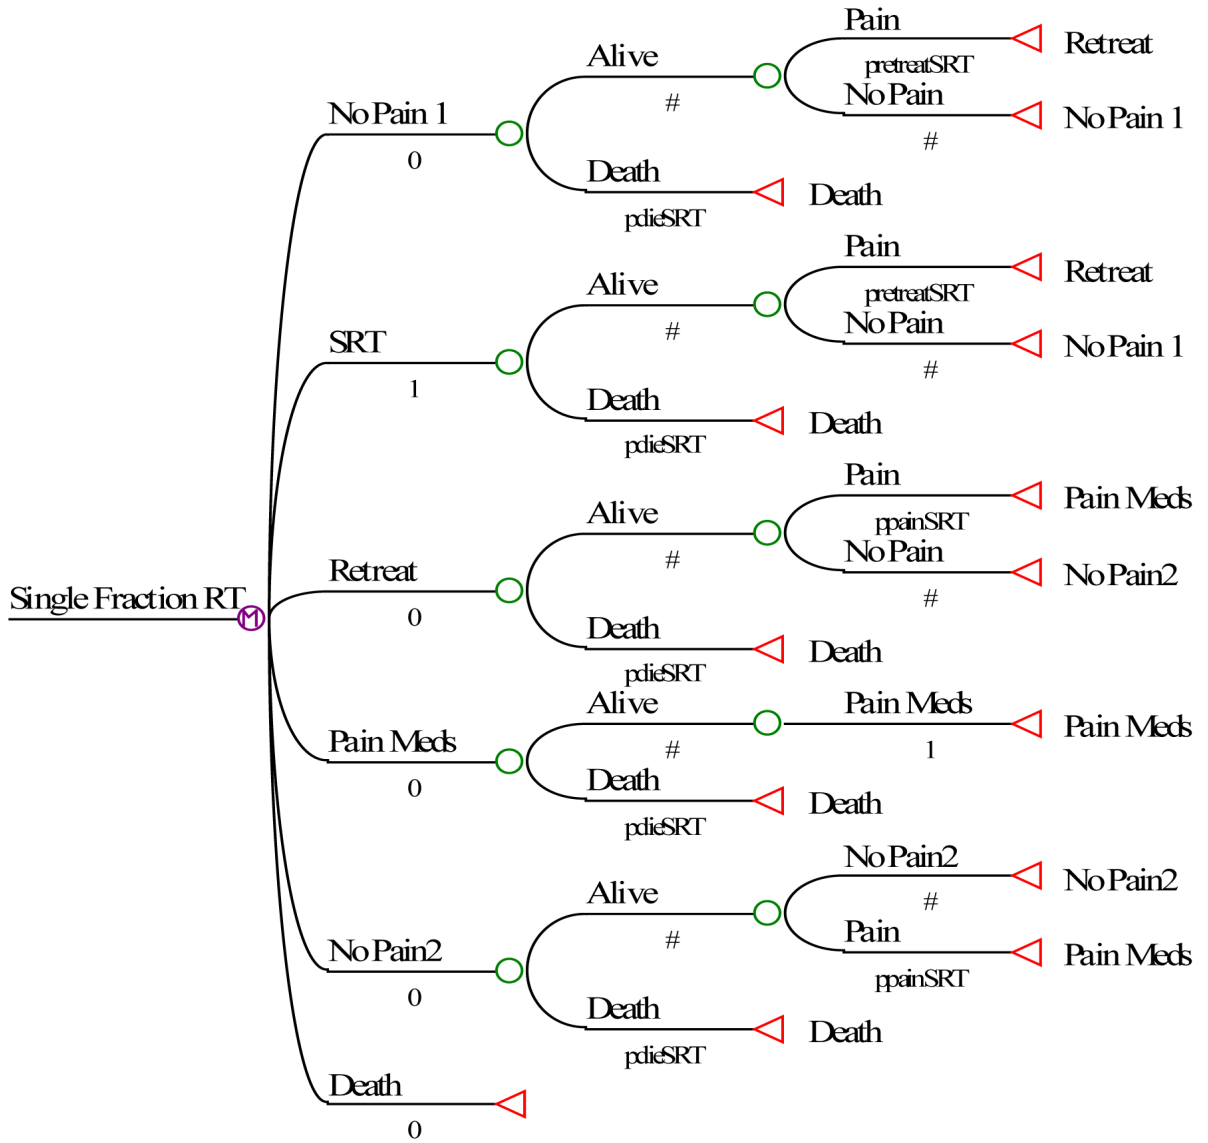 Pain
Retreat
Alive
pretreatSRT
#
No Pain
No Pain 1
No Pain 1
#
0
Death
Death
pdieSRT
Pain
Retreat
Alive
pretreatSRT
#
No Pain
No Pain 1
SRT
#
1
Death
Death
pdieSRT
Pain
Pain Meds
Alive
ppainSRT
#
No Pain
No Pain2
Retreat
#
Single Fraction RT
M
0
Death
Death
pdieSRT
Alive
Pain Meds
Pain Meds
#
1
Pain Meds
0
Death
Death
pdieSRT
No Pain2
No Pain2
Alive
#
#
Pain
Pain Meds
No Pain2
ppainSRT
0
Death
Death
pdieSRT
Death
0